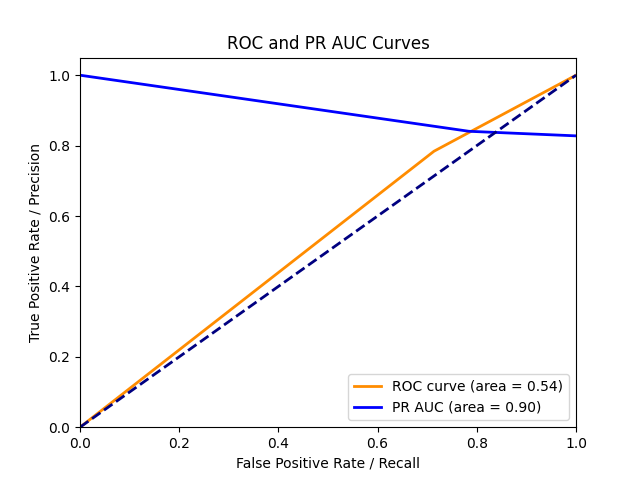 ROC and PR AUC Curves
True Positive Rate / Precision
1.0
0.8
0.6
0.4
0.2
0.0
0.0 0.2 0.4 0.6 0.8 1.0
False Positive Rate / Recall
ROC curve (area = 0.54)
PR AUC (area = 0.90)